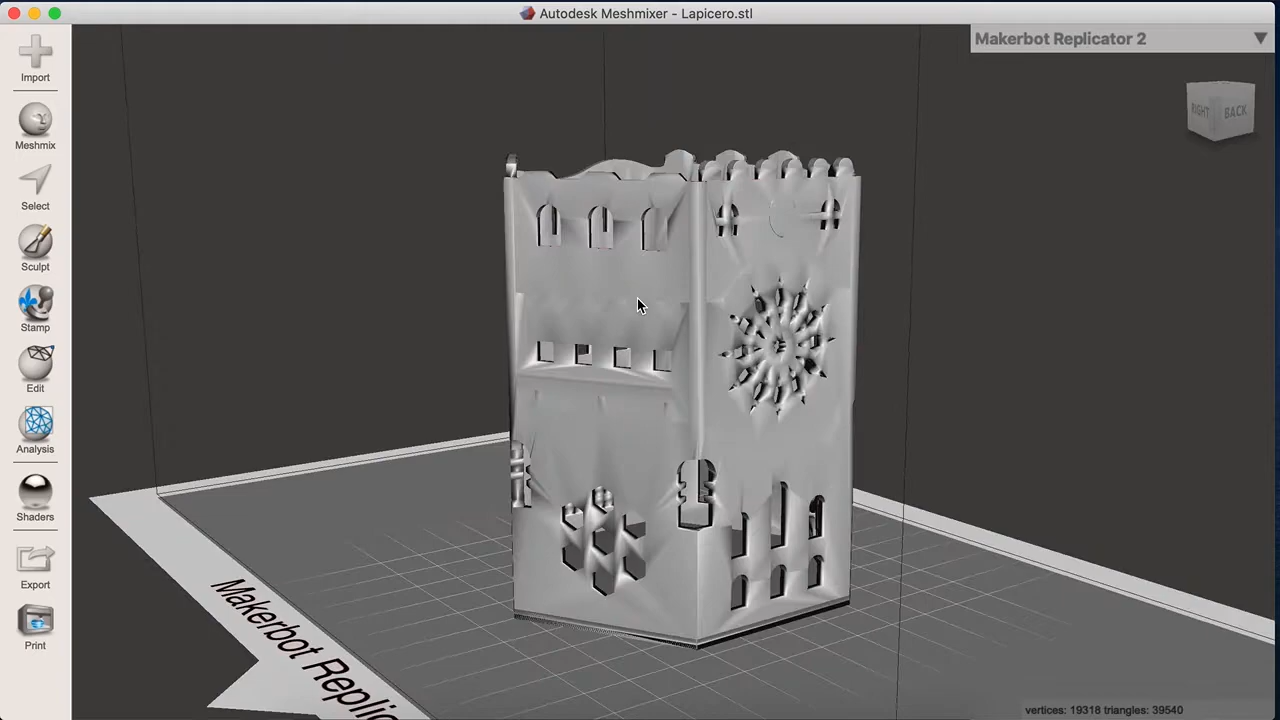 Autodesk Meshmixer - Lapicero.stl
Makerbot Replicator 2
Import
Meshmix
Select
Sculpt
Stamp
Edit
Analysis
Shaders
Export
Print
RIGHT
BACK
Makerbot Replic
vertices: 19318 triangles: 39540